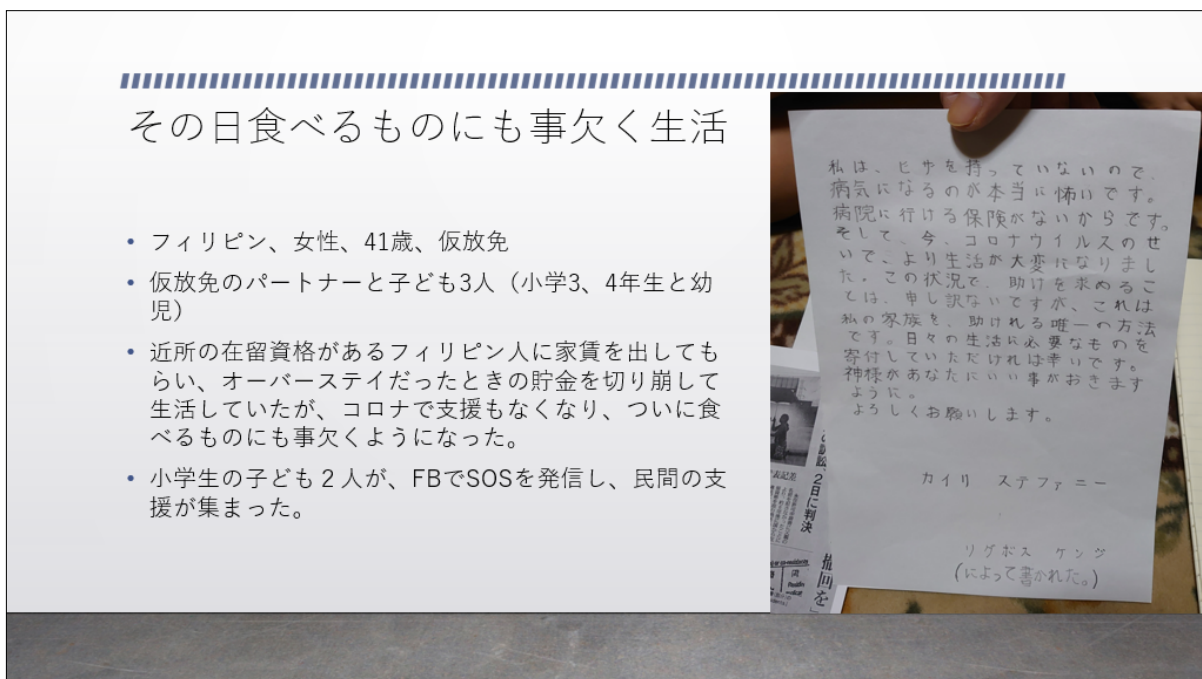 その日食べるものにも事欠く生活
• フィリピン、女性、41歳、仮放免
• 仮放免のパートナーと子ども3人（小学3、4年生と幼
児）
• 近所の在留資格があるフィリピン人に家賃を出しても
らい、オーバーステイだったときの貯金を切り崩して
生活していたが、コロナで支援もなくなり、ついに食
べるものにも事欠くようになった。
• 小学生の子ども２人が、FBでSOSを発信し、民間の支
援が集まった。
私は、ビザを持っていないので、
病気になるのが本当に怖いです。
病院に行ける保険がないからです。
そして、今、コロナウイルスのせ
いで、より生活が大変になりまし
た。この状況で、助けを求めるこ
とは、申し訳ないですが、これは
私の家族を、助けれる唯一の方法
です。日々の生活に必要なものを
寄付していただければ幸いです。
神様があなたにいい事がおきます
ように。
よろしくお願いします。
カイリ ステファニー
リグボス ケンジ
(によって書かれた。)
訴訟、2日に判決
撤回を